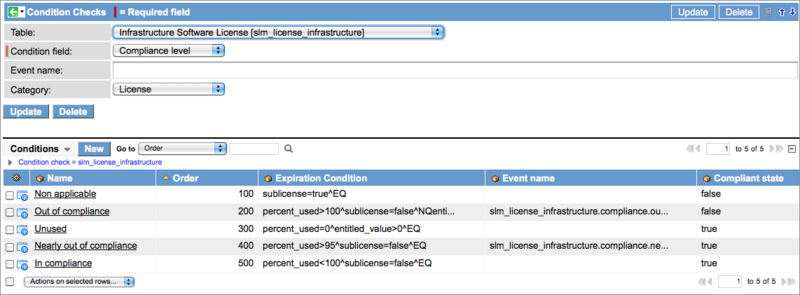 Condition Checks = Required field Update Delete
Table: Infrastructure Software License [slm_license_infrastructure]
Condition field: Compliance level
Event name:
Category: License
Update Delete
Conditions New Go to Order 1 to 5 of 5
Condition check = slm_license_infrastructure
Name Order Expiration Condition Event name Compliant state
Non applicable 100 sublicense=true^EQ false
Out of compliance 200 percent_used>100^sublicense=false^NQenti... slm_license_infrastructure.compliance.ou... false
Unused 300 percent_used=0^entitled_value>0^EQ true
Nearly out of compliance 400 percent_used>95^sublicense=false^EQ slm_license_infrastructure.compliance.ne... true
In compliance 500 percent_used<100^sublicense=false^EQ true
Actions on selected rows... 1 to 5 of 5